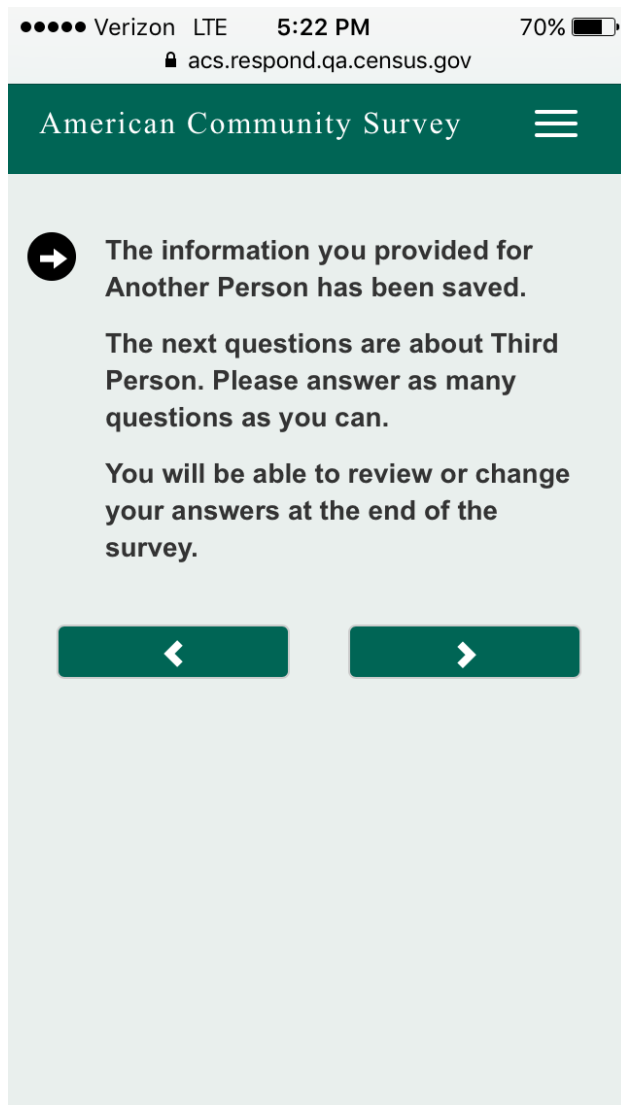 Verizon LTE 5:22 PM 70%
acs.respond.qa.census.gov
American Community Survey
The information you provided for
Another Person has been saved.
The next questions are about Third
Person. Please answer as many
questions as you can.
You will be able to review or change
your answers at the end of the
survey.